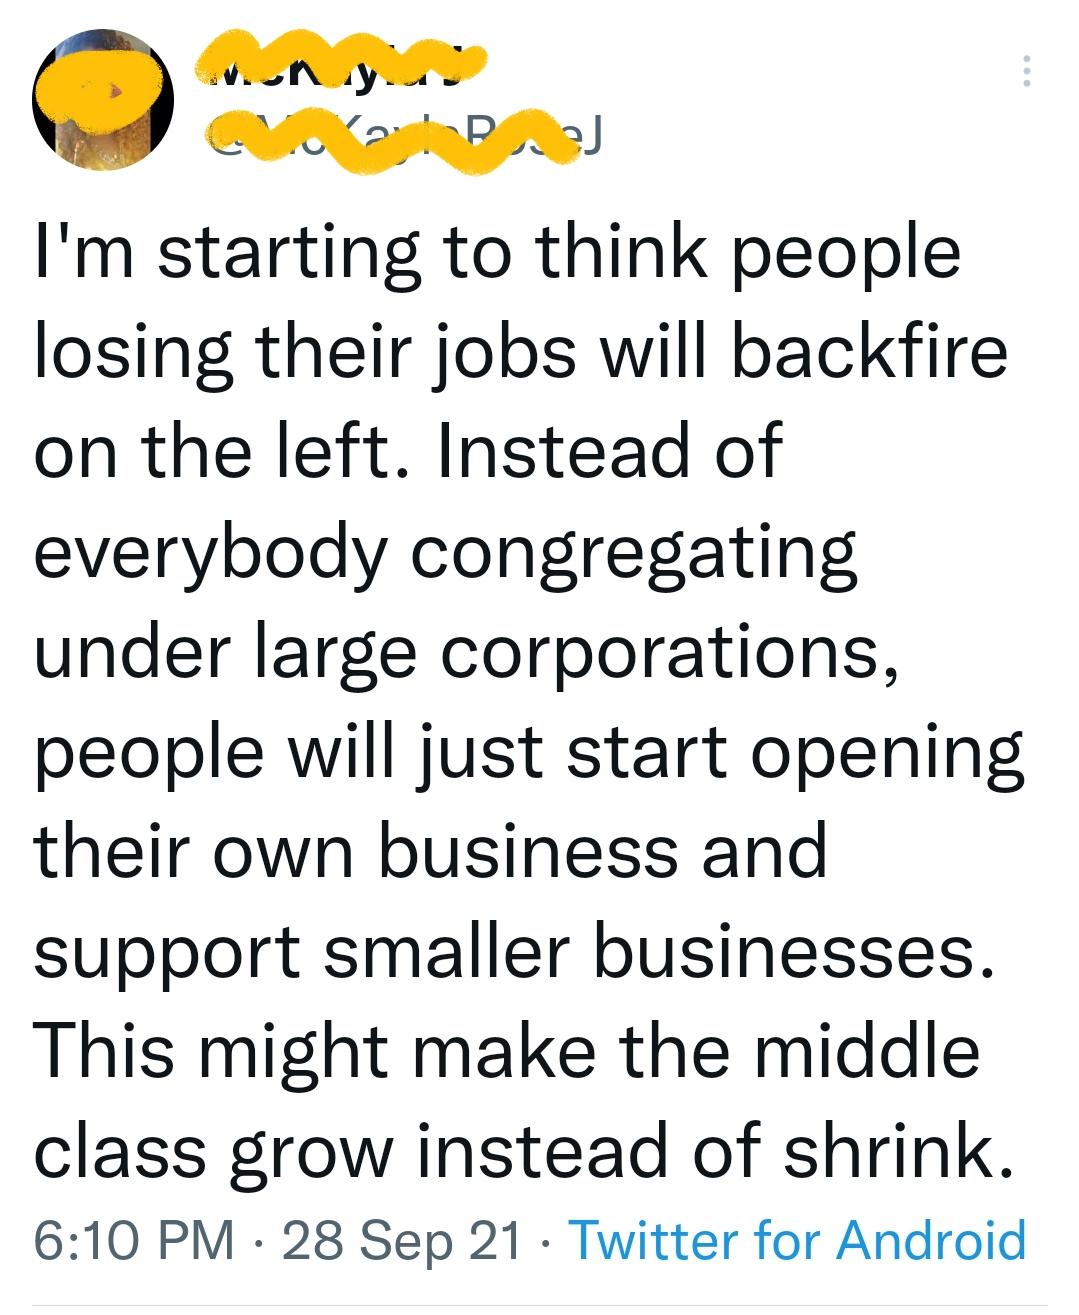 I'm starting to think people
losing their jobs will backfire
on the left. Instead of
everybody congregating
under large corporations,
people will just start opening
their own business and
support smaller businesses.
This might make the middle
class grow instead of shrink.
6:10 PM · 28 Sep 21 · Twitter for Android